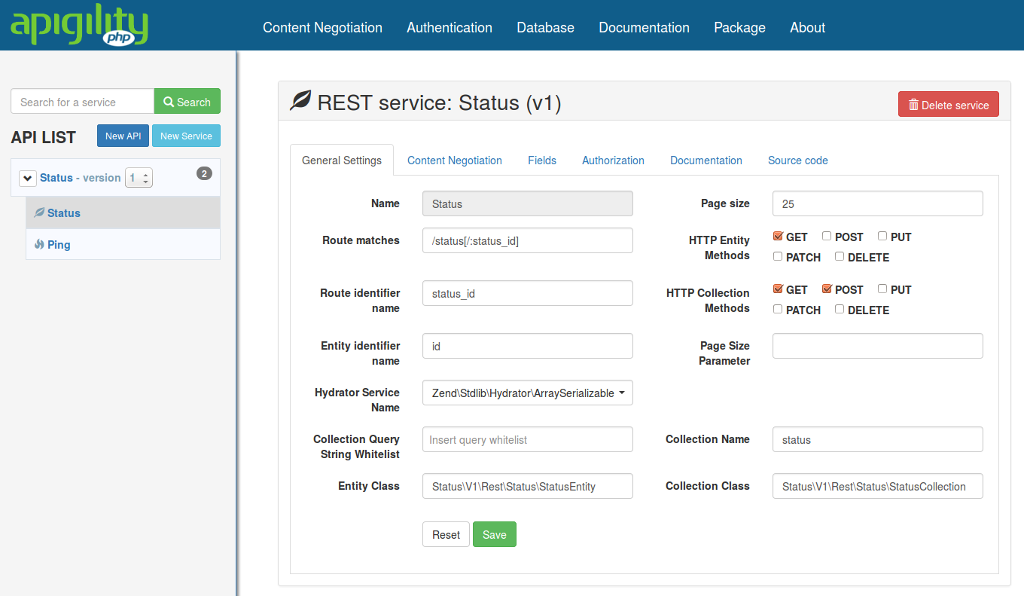 apigility
php
Content Negotiation Authentication Database Documentation Package About
Search for a service Search
API LIST New API New Service
Status - version 1 2
Status
Ping
REST service: Status (v1) Delete service
General Settings Content Negotiation Fields Authorization Documentation Source code
Name Status Page size 25
Route matches /status[/:status_id] HTTP Entity Methods GET POST PUT
PATCH DELETE
Route identifier name status_id HTTP Collection Methods GET POST PUT
PATCH DELETE
Entity identifier name id Page Size Parameter
Hydrator Service Name Zend\Stdlib\Hydrator\ArraySerializable
Collection Query String Whitelist Insert query whitelist Collection Name status
Entity Class Status\V1\Rest\Status\StatusEntity Collection Class Status\V1\Rest\Status\StatusCollection
Reset Save